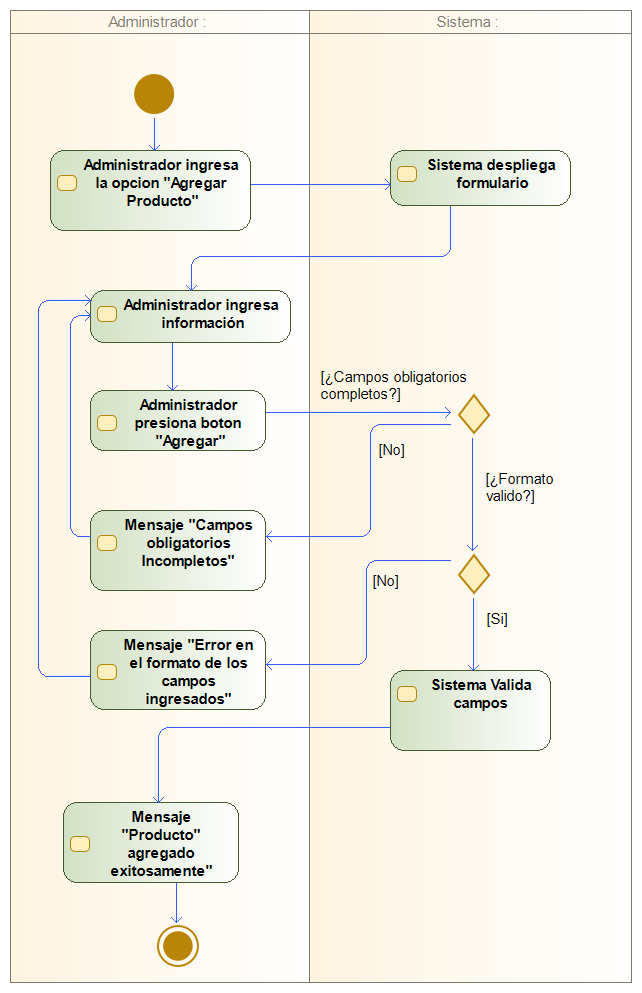 Administrador :
Sistema :
Administrador ingresa
la opcion "Agregar
Producto"
Sistema despliega
formulario
Administrador ingresa
información
[¿Campos obligatorios
completos?]
Administrador
presiona boton
"Agregar"
[No]
[¿Formato
valido?]
Mensaje "Campos
obligatorios
Incompletos"
[No]
[Si]
Mensaje "Error en
el formato de los
campos
ingresados"
Sistema Valida
campos
Mensaje
"Producto"
agregado
exitosamente"